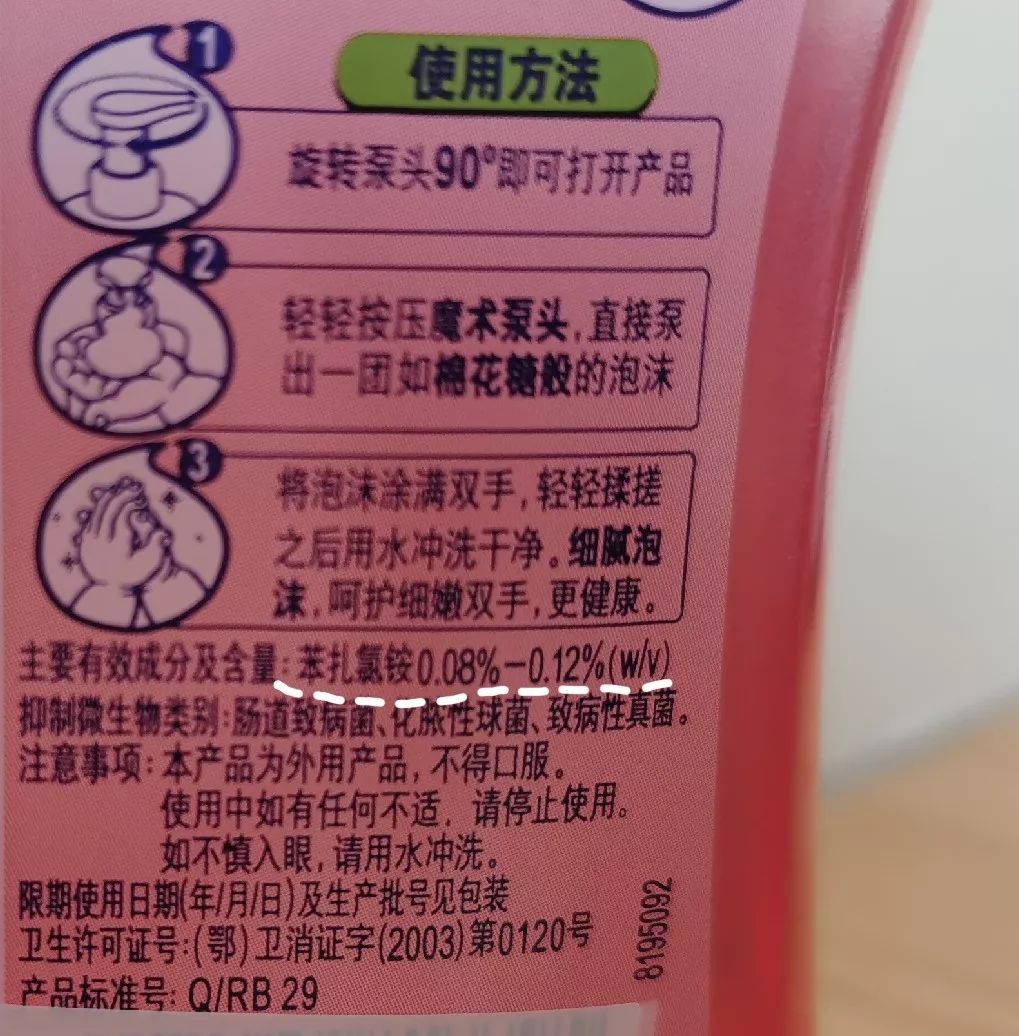 使用方法
1
旋转泵头90°即可打开产品
2
轻轻按压魔术泵头,直接泵
出一团如棉花糖般的泡沫
3
将泡沫涂满双手,轻轻揉搓
之后用水冲洗干净。细腻泡
沫,呵护细嫩双手,更健康。
主要有效成分及含量:苯扎氯铵0.08%-0.12%(w/v)
抑制微生物类别:肠道致病菌、化脓性球菌、致病性真菌。
注意事项:本产品为外用产品,不得口服。
使用中如有任何不适,请停止使用。
如不慎入眼,请用水冲洗。
限期使用日期(年/月/日)及生产批号见包装
卫生许可证号:(鄂)卫消证字(2003)第0120号
产品标准号: Q/RB 29
8195092